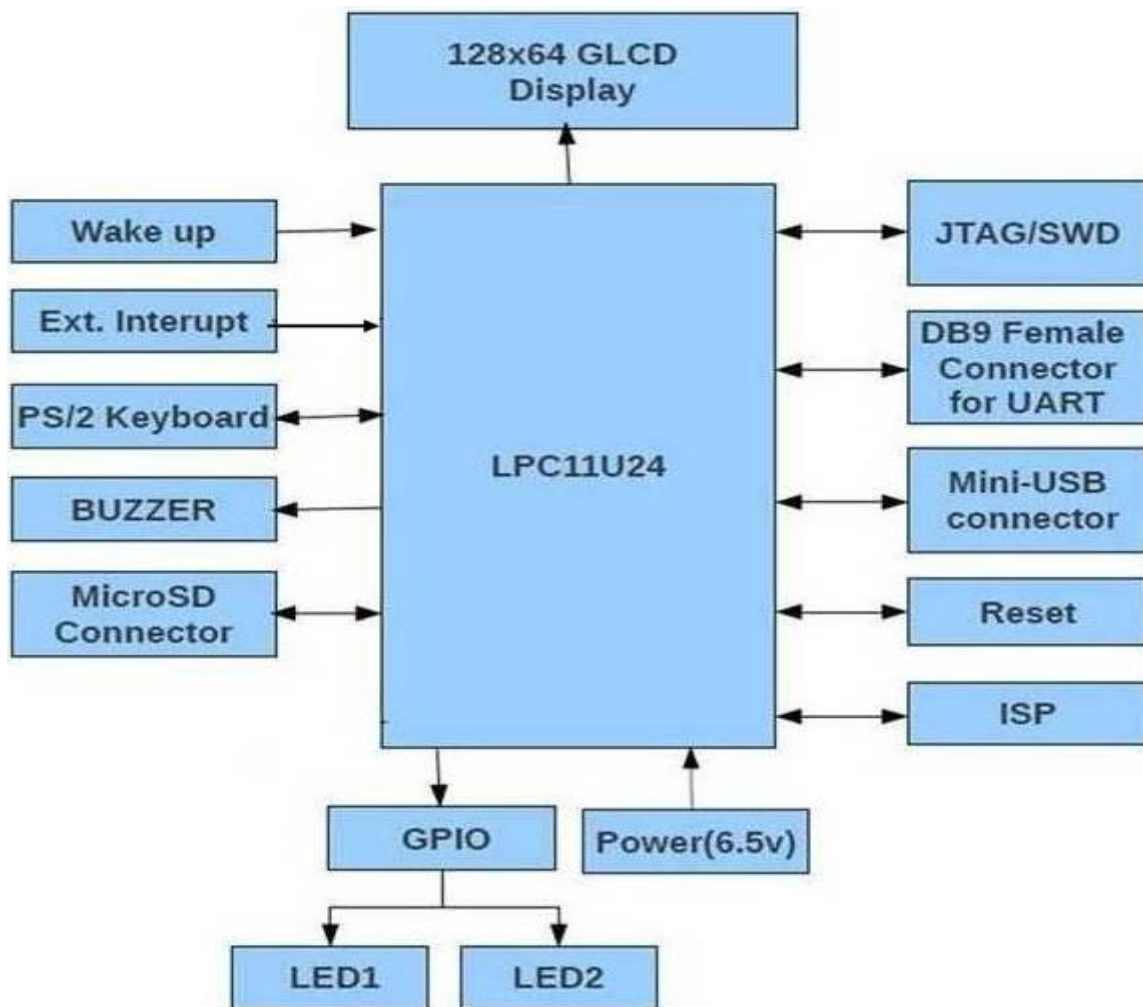 128x64 GLCD
Display
Wake up
Ext. Interupt
PS/2 Keyboard
BUZZER
MicroSD
Connector
LPC11U24
JTAG/SWD
DB9 Female
Connector
for UART
Mini-USB
connector
Reset
ISP
GPIO
Power(6.5v)
LED1
LED2